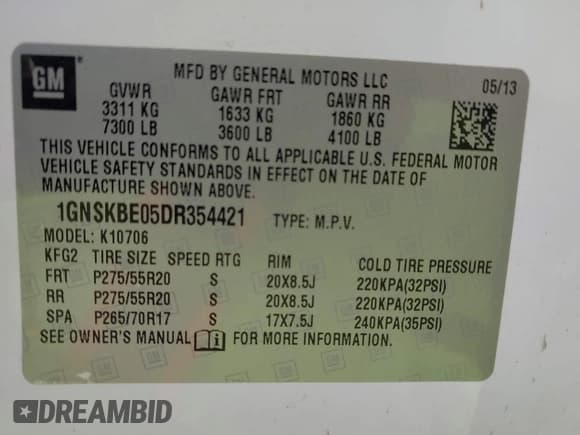 GM
MFD BY GENERAL MOTORS LLC
05/13
GVWR GAWR FRT GAWR RR
3311 KG 1633 KG 1860 KG
7300 LB 3600 LB 4100 LB
THIS VEHICLE CONFORMS TO ALL APPLICABLE U.S. FEDERAL MOTOR
VEHICLE SAFETY STANDARDS IN EFFECT ON THE DATE OF
MANUFACTURE SHOWN ABOVE.
1GNSKBE05DR354421 TYPE: M.P.V.
MODEL: K10706
KFG2 TIRE SIZE SPEED RTG RIM COLD TIRE PRESSURE
FRT P275/55R20 S 20X8.5J 220KPA(32PSI)
RR P275/55R20 S 20X8.5J 220KPA(32PSI)
SPA P265/70R17 S 17X7.5J 240KPA(35PSI)
SEE OWNER'S MANUAL FOR MORE INFORMATION.
DREAMBID